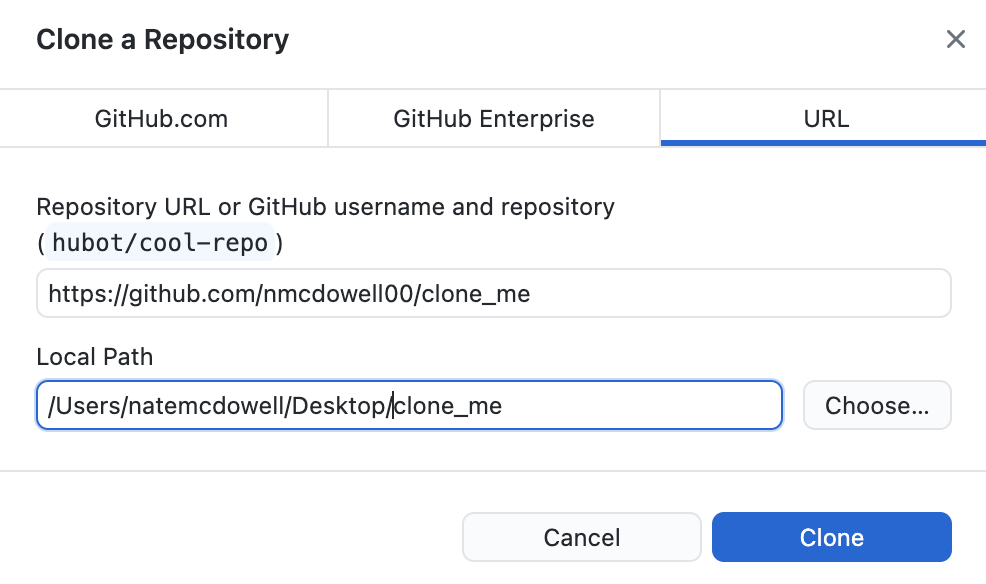 Clone a Repository
GitHub.com
GitHub Enterprise
URL
Repository URL or GitHub username and repository
(hubot/cool-repo)
https://github.com/nmcdowell00/clone_me
Local Path
/Users/natemcdowell/Desktop/clone_me
Choose...
Cancel
Clone